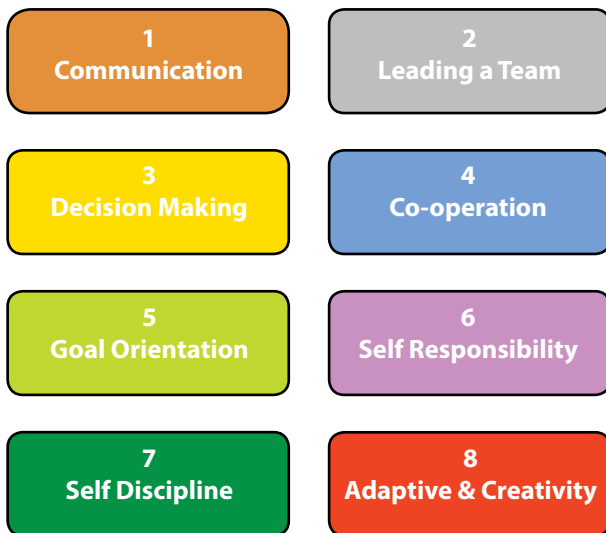 1
Communication
2
Leading a Team
3
Decision Making
4
Co-operation
5
Goal Orientation
6
Self Responsibility
7
Self Discipline
8
Adaptive & Creativity